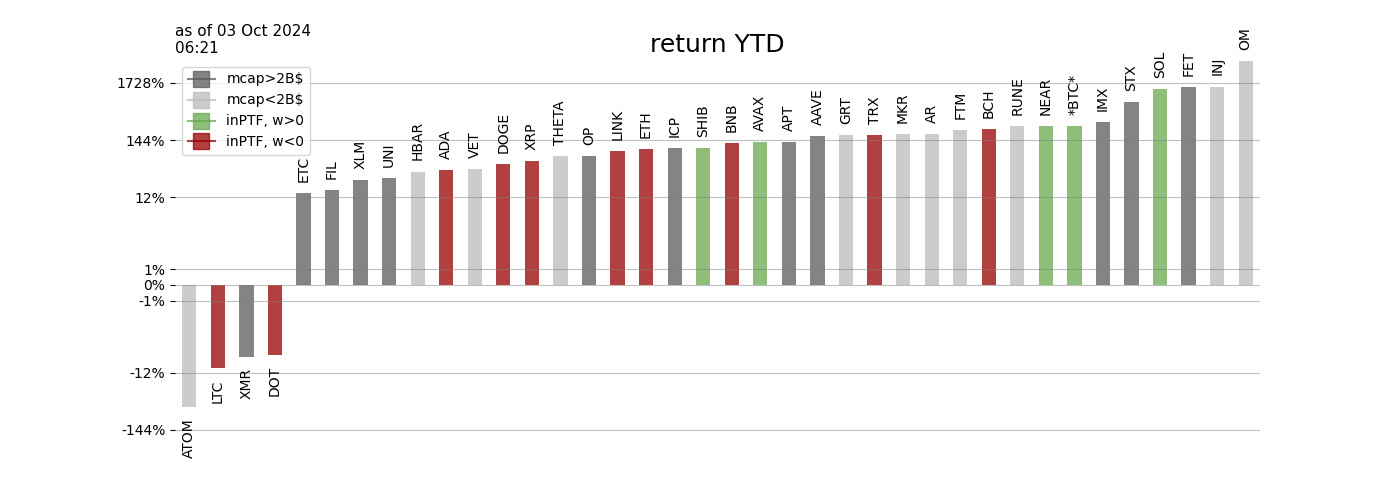 as of 03 Oct 2024
06:21
return YTD
mcap>2B$
mcap<2B$
inPTF, w>0
inPTF, w<0
1728%
144%
12%
1%
0%
-1%
-12%
-144%
ATOM
LTC
XMR
DOT
ETC
FIL
XLM
UNI
HBAR
ADA
VET
DOGE
XRP
THETA
OP
LINK
ETH
ICP
SHIB
BNB
AVAX
APT
AAVE
GRT
TRX
MKR
AR
FTM
BCH
RUNE
NEAR
*BTC*
IMX
STX
SOL
FET
INJ
OM